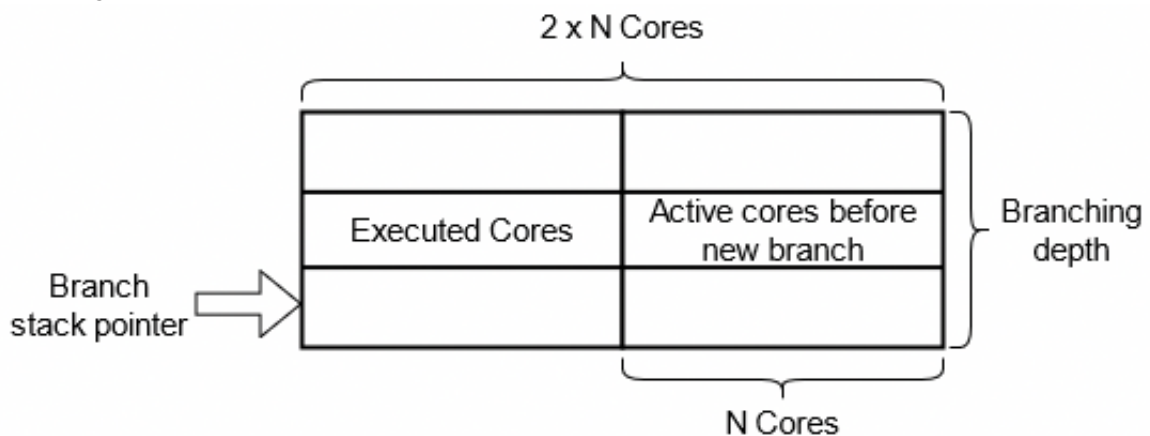 2 x N Cores
Executed Cores
Active cores before
new branch
Branching
depth
Branch
stack pointer
N Cores